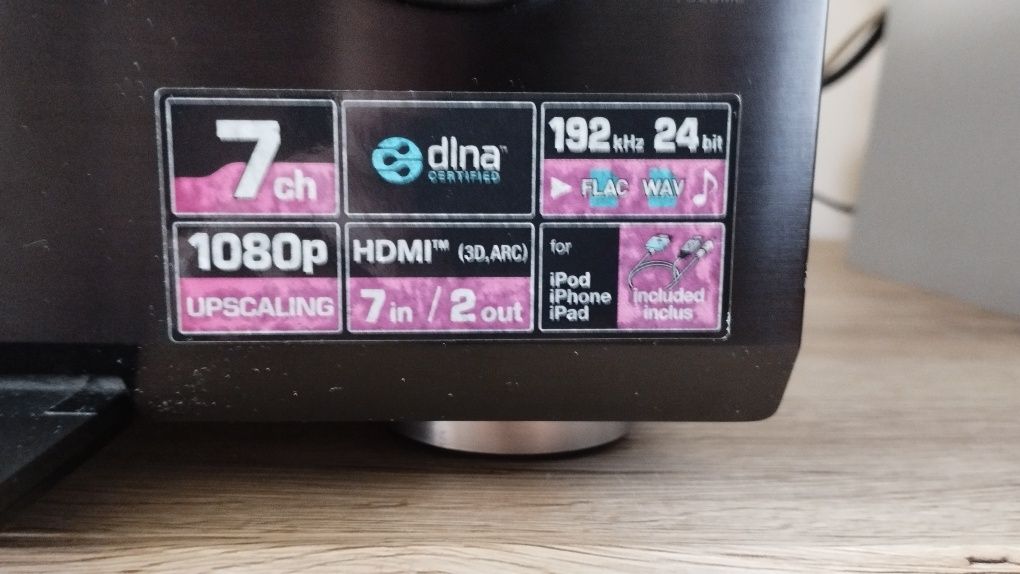 7ch
dlna™
CERTIFIED
192kHz 24bit
FLAC WAV
1080p
UPSCALING
HDMI™ (3D, ARC)
7in / 2out
for
iPod
iPhone
iPad
included
inclus